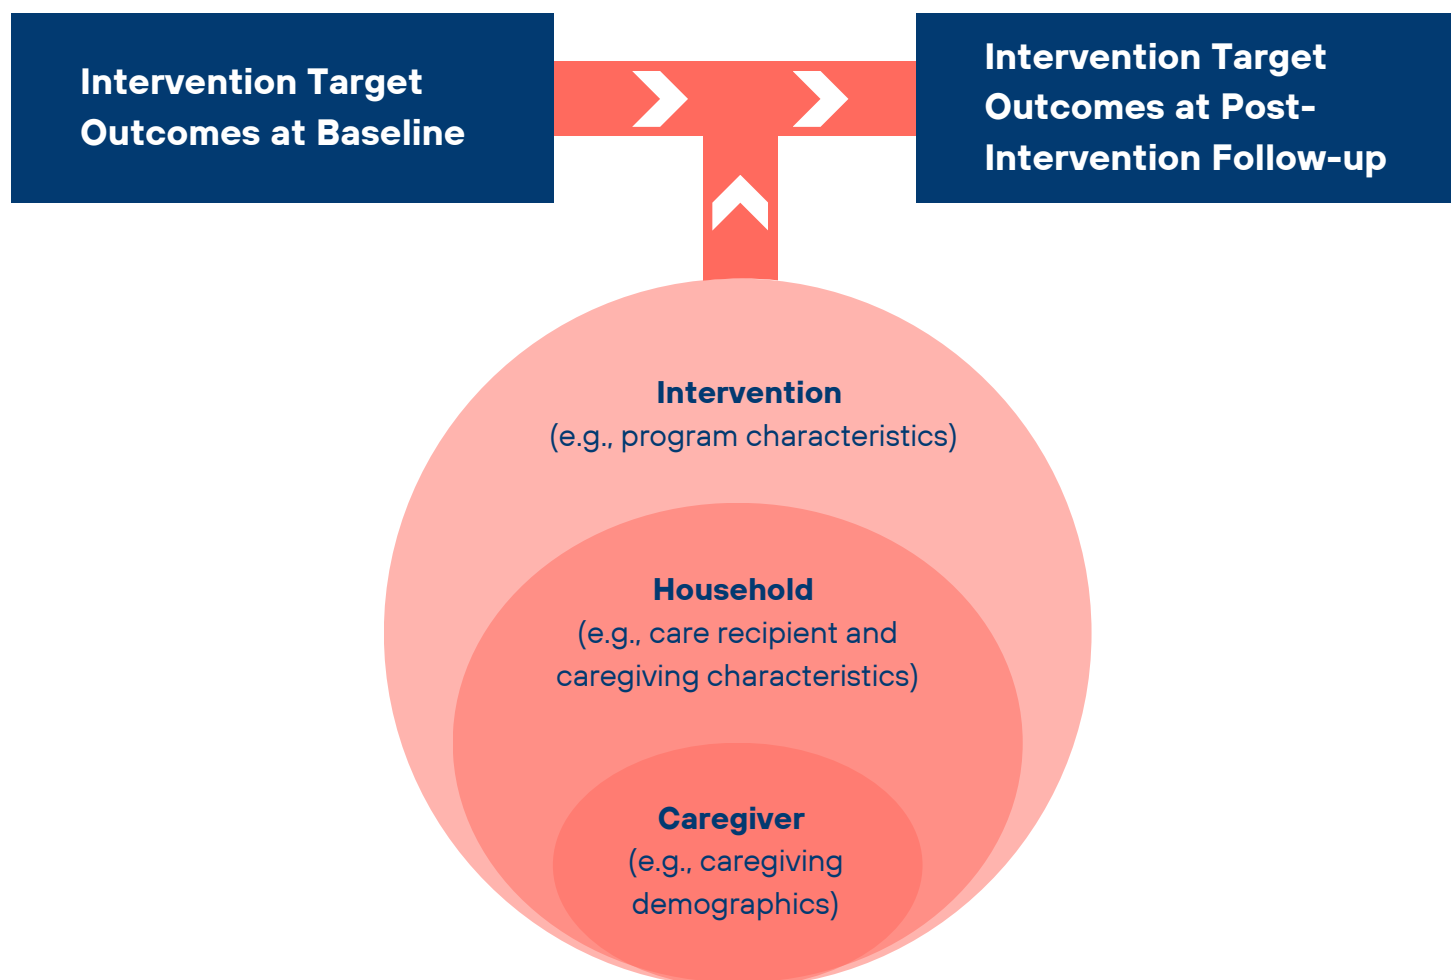 Intervention Target
Outcomes at Baseline
Intervention Target
Outcomes at Post-
Intervention Follow-up
Intervention
(e.g., program characteristics)
Household
(e.g., care recipient and
caregiving characteristics)
Caregiver
(e.g., caregiving
demographics)